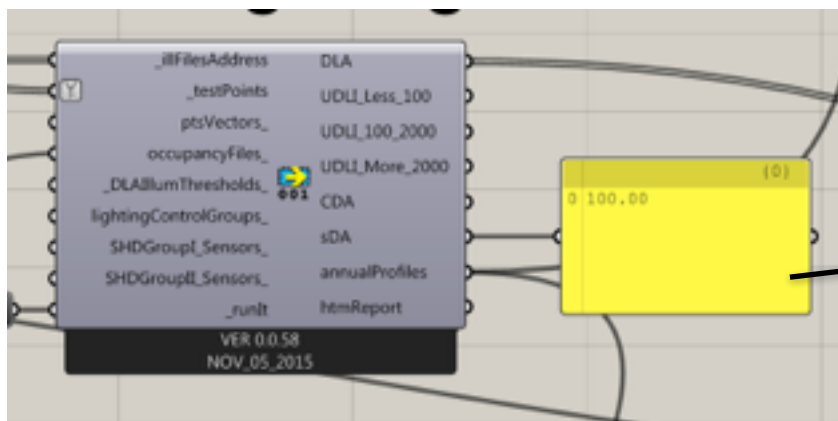 _illFilesAddress
_testPoints
ptsVectors_
occupancyFiles_
_DLAIllumThresholds_
lightingControlGroups_
SHDGroupI_Sensors_
SHDGroupII_Sensors_
_runIt
001
DLA
UDLI_Less_100
UDLI_100_2000
UDLI_More_2000
CDA
sDA
annualProfiles
htmReport
VER 0.0.58
NOV_05_2015
{0}
0 100.00